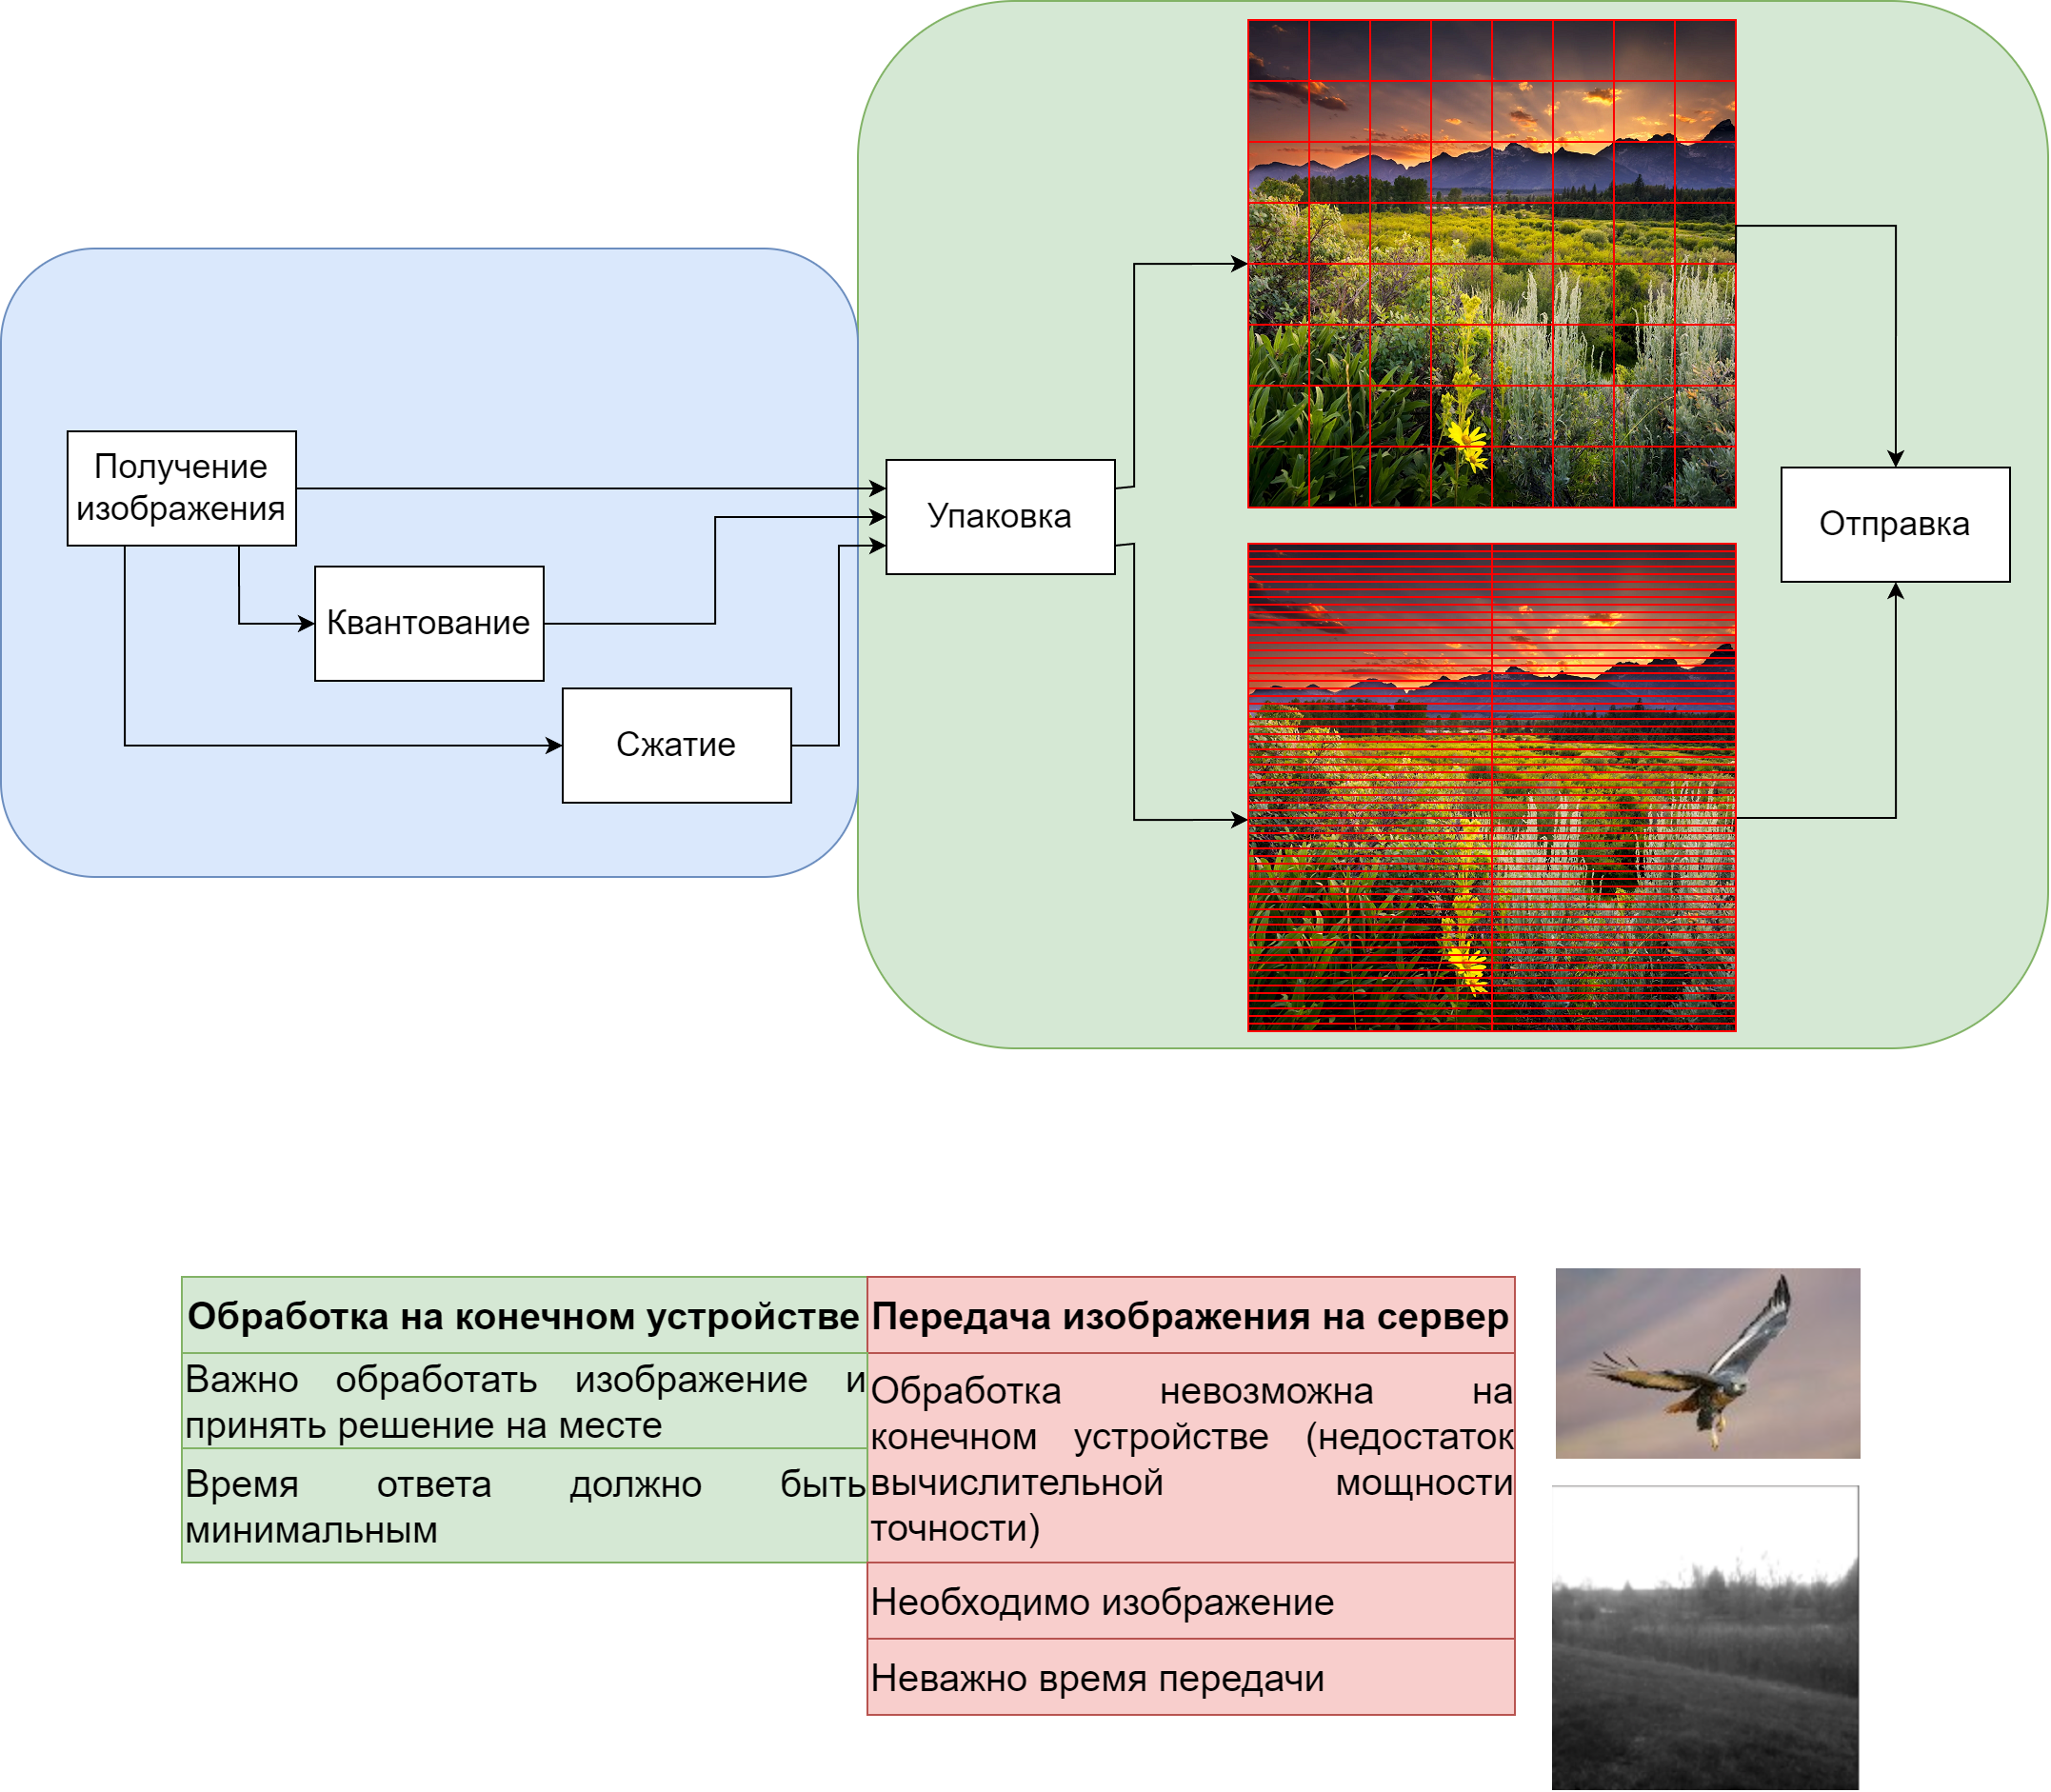 Получение
изображения
Упаковка
Отправка
Квантование
Сжатие
Обработка на конечном устройстве
Важно обработать изображение и
принять решение на месте
Время ответа должно быть
минимальным
Передача изображения на сервер
Обработка невозможна на
конечном устройстве (недостаток
вычислительной мощности
точности)
Необходимо изображение
Неважно время передачи